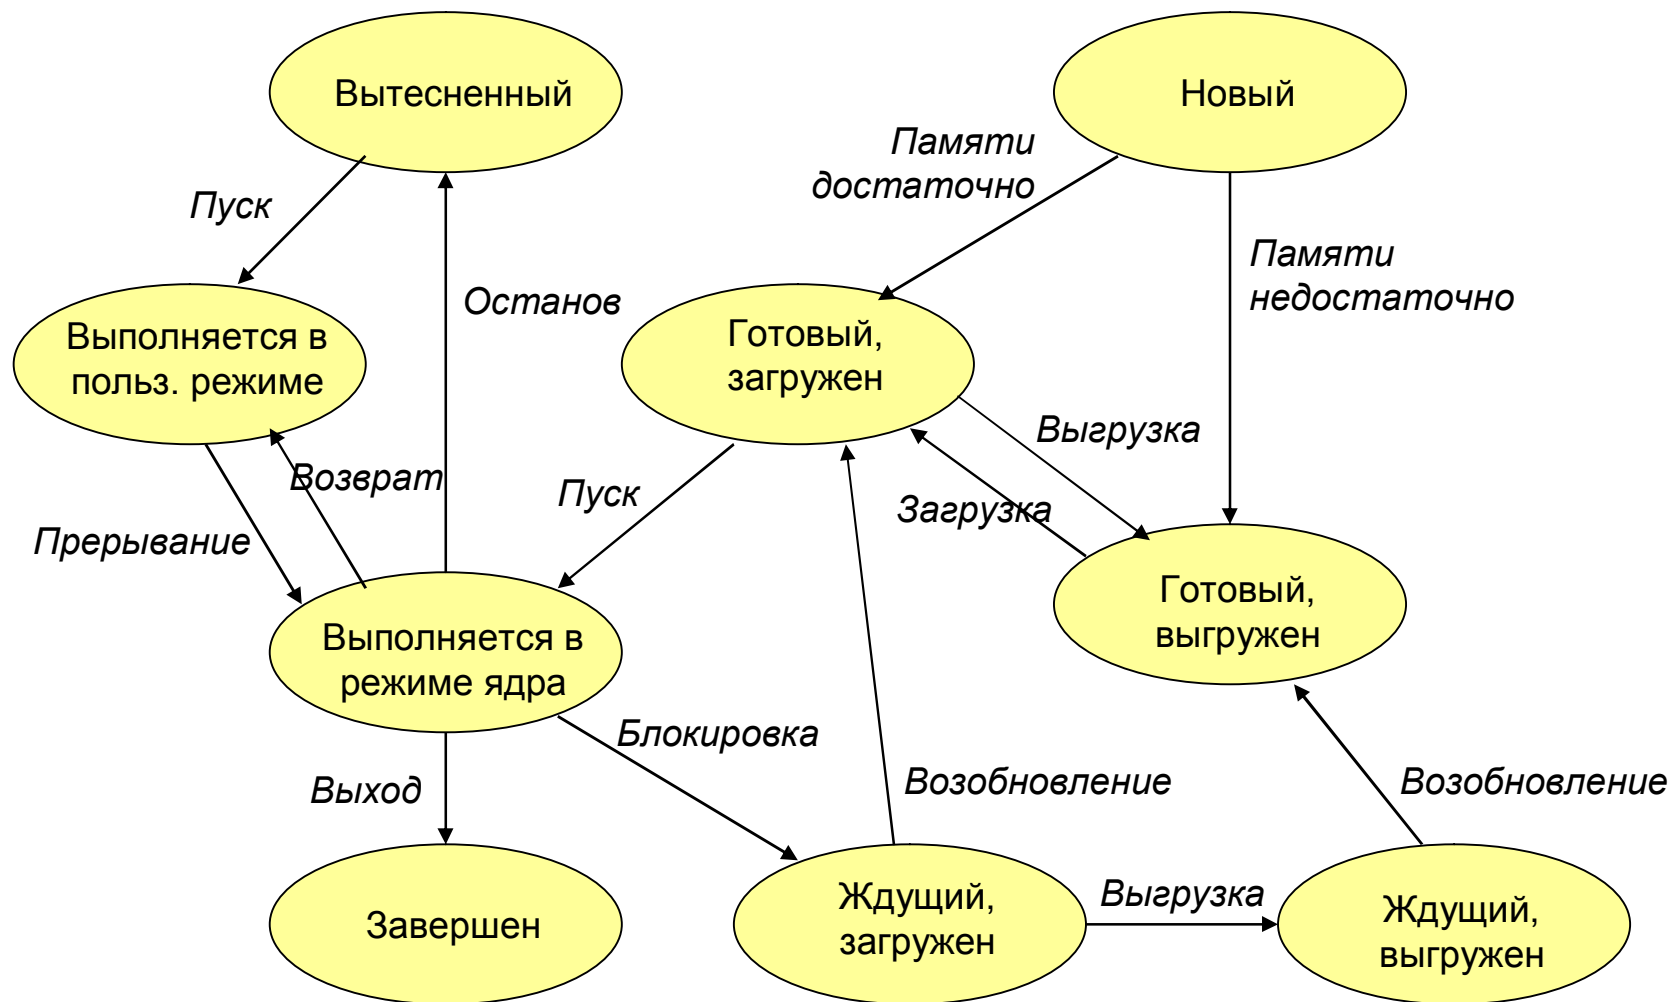 Вытесненный
Новый
Памяти
достаточно
Пуск
Памяти
недостаточно
Останов
Выполняется в
польз. режиме
Готовый,
загружен
Выгрузка
Возврат
Пуск
Загрузка
Прерывание
Готовый,
выгружен
Выполняется в
режиме ядра
Блокировка
Выход
Возобновление
Возобновление
Завершен
Ждущий,
загружен
Выгрузка
Ждущий,
выгружен